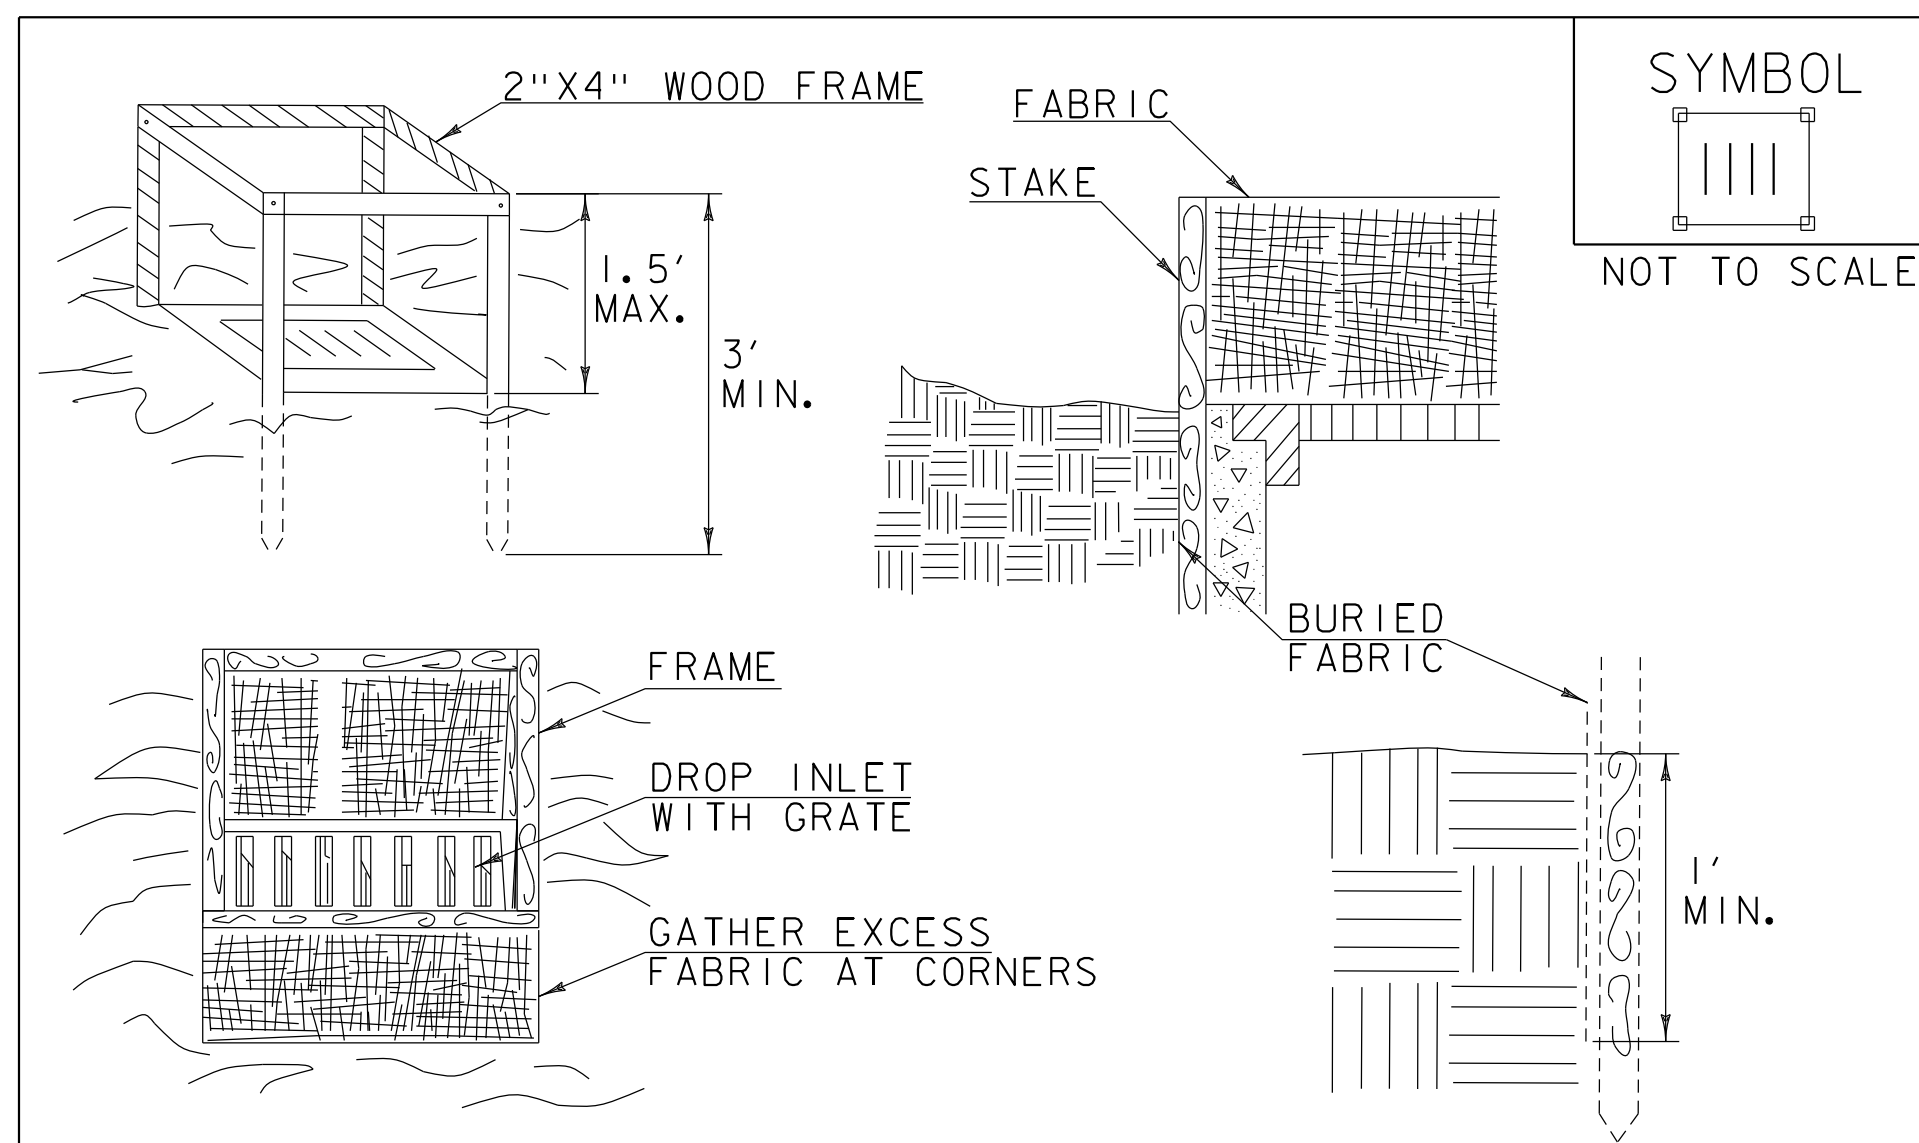 2"X4" WOOD FRAME
FABRIC
STAKE
SYMBOL
NOT TO SCALE
1.5'
MAX.
3'
MIN.
BURIED
FABRIC
FRAME
DROP INLET
WITH GRATE
1'
MIN.
GATHER EXCESS
FABRIC AT CORNERS